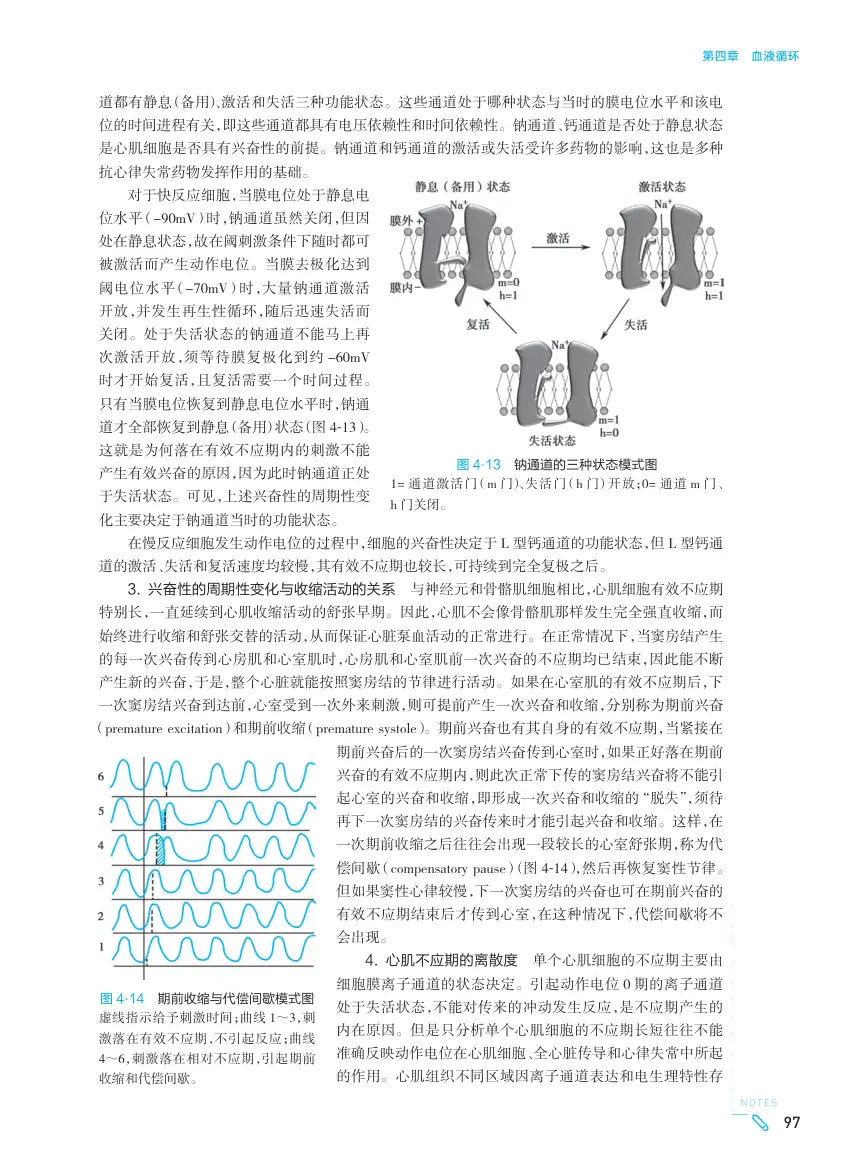 第四章 血液循环
道都有静息(备用)、激活和失活三种功能状态。这些通道处于哪种状态与当时的膜电位水平和该电
位的时间进程有关,即这些通道都具有电压依赖性和时间依赖性。钠通道、钙通道是否处于静息状态
是心肌细胞是否具有兴奋性的前提。钠通道和钙通道的激活或失活受许多药物的影响,这也是多种
抗心律失常药物发挥作用的基础。
对于快反应细胞,当膜电位处于静息电
位水平(-90mV)时,钠通道虽然关闭,但因
处在静息状态,故在阈刺激条件下随时都可
被激活而产生动作电位。当膜去极化达到
阈电位水平(-70mV)时,大量钠通道激活
开放,并发生再生性循环,随后迅速失活而
关闭。处于失活状态的钠通道不能马上再
次激活开放,须等待膜复极化到约 -60mV
时才开始复活,且复活需要一个时间过程。
只有当膜电位恢复到静息电位水平时,钠通
道才全部恢复到静息(备用)状态(图 4-13)。
这就是为何落在有效不应期内的刺激不能
产生有效兴奋的原因,因为此时钠通道正处
于失活状态。可见,上述兴奋性的周期性变
化主要决定于钠通道当时的功能状态。
静息(备用)状态
激活状态
Na⁺
Na⁺
膜外 +
激活
膜内-
m=0
h=1
m=1
h=1
复活
失活
Na⁺
m=1
h=0
失活状态
图 4-13 钠通道的三种状态模式图
1= 通道激活门(m 门)、失活门(h 门)开放;0= 通道 m 门、
h 门关闭。
在慢反应细胞发生动作电位的过程中,细胞的兴奋性决定于 L 型钙通道的功能状态,但 L 型钙通
道的激活、失活和复活速度均较慢,其有效不应期也较长,可持续到完全复极之后。
3. 兴奋性的周期性变化与收缩活动的关系 与神经元和骨骼肌细胞相比,心肌细胞有效不应期
特别长,一直延续到心肌收缩活动的舒张早期。因此,心肌不会像骨骼肌那样发生完全强直收缩,而
始终进行收缩和舒张交替的活动,从而保证心脏泵血活动的正常进行。在正常情况下,当窦房结产生
的每一次兴奋传到心房肌和心室肌时,心房肌和心室肌前一次兴奋的不应期均已结束,因此能不断
产生新的兴奋,于是,整个心脏就能按照窦房结的节律进行活动。如果在心室肌的有效不应期后,下
一次窦房结兴奋到达前,心室受到一次外来刺激,则可提前产生一次兴奋和收缩,分别称为期前兴奋
(premature excitation)和期前收缩(premature systole)。期前兴奋也有其自身的有效不应期,当紧接在
期前兴奋后的一次窦房结兴奋传到心室时,如果正好落在期前
兴奋的有效不应期内,则此次正常下传的窦房结兴奋将不能引
起心室的兴奋和收缩,即形成一次兴奋和收缩的“脱失”,须待
再下一次窦房结的兴奋传来时才能引起兴奋和收缩。这样,在
一次期前收缩之后往往会出现一段较长的心室舒张期,称为代
偿间歇(compensatory pause)(图 4-14),然后再恢复窦性节律。
但如果窦性心律较慢,下一次窦房结的兴奋也可在期前兴奋的
有效不应期结束后才传到心室,在这种情况下,代偿间歇将不
会出现。
6
5
4
3
2
1
图 4-14 期前收缩与代偿间歇模式图
虚线指示给予刺激时间;曲线 1~3,刺
激落在有效不应期,不引起反应;曲线
4~6,刺激落在相对不应期,引起期前
收缩和代偿间歇。
4. 心肌不应期的离散度 单个心肌细胞的不应期主要由
细胞膜离子通道的状态决定。引起动作电位 0 期的离子通道
处于失活状态,不能对传来的冲动发生反应,是不应期产生的
内在原因。但是只分析单个心肌细胞的不应期长短往往不能
准确反映动作电位在心肌细胞、全心脏传导和心律失常中所起
的作用。心肌组织不同区域因离子通道表达和电生理特性存
NOTES
97